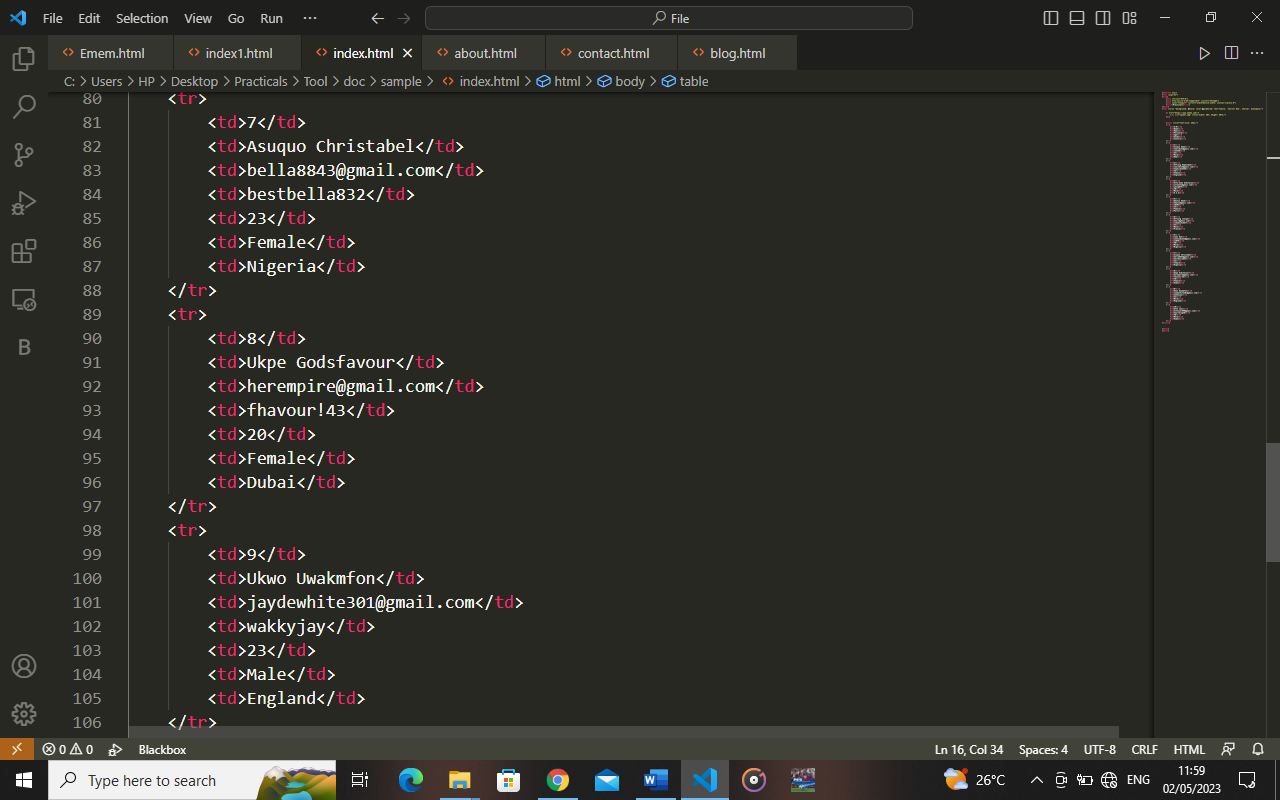 File Edit Selection View Go Run ··· File
Emem.html index1.html index.html about.html contact.html blog.html
C: > Users > HP > Desktop > Practicals > Tool > doc > sample > index.html > html > body > table
80 <tr>
81 <td>7</td>
82 <td>Asuquo Christabel</td>
83 <td>bella8843@gmail.com</td>
84 <td>bestbella832</td>
85 <td>23</td>
86 <td>Female</td>
87 <td>Nigeria</td>
88 </tr>
89 <tr>
90 <td>8</td>
91 <td>Ukpe Godsfavour</td>
92 <td>herempire@gmail.com</td>
93 <td>fhavour!43</td>
94 <td>20</td>
95 <td>Female</td>
96 <td>Dubai</td>
97 </tr>
98 <tr>
99 <td>9</td>
100 <td>Ukwo Uwakmfon</td>
101 <td>jaydewhite301@gmail.com</td>
102 <td>wakkyjay</td>
103 <td>23</td>
104 <td>Male</td>
105 <td>England</td>
106 </tr>
0 0 Blackbox Ln 16, Col 34 Spaces: 4 UTF-8 CRLF HTML
Type here to search 26°C ENG 11:59
02/05/2023